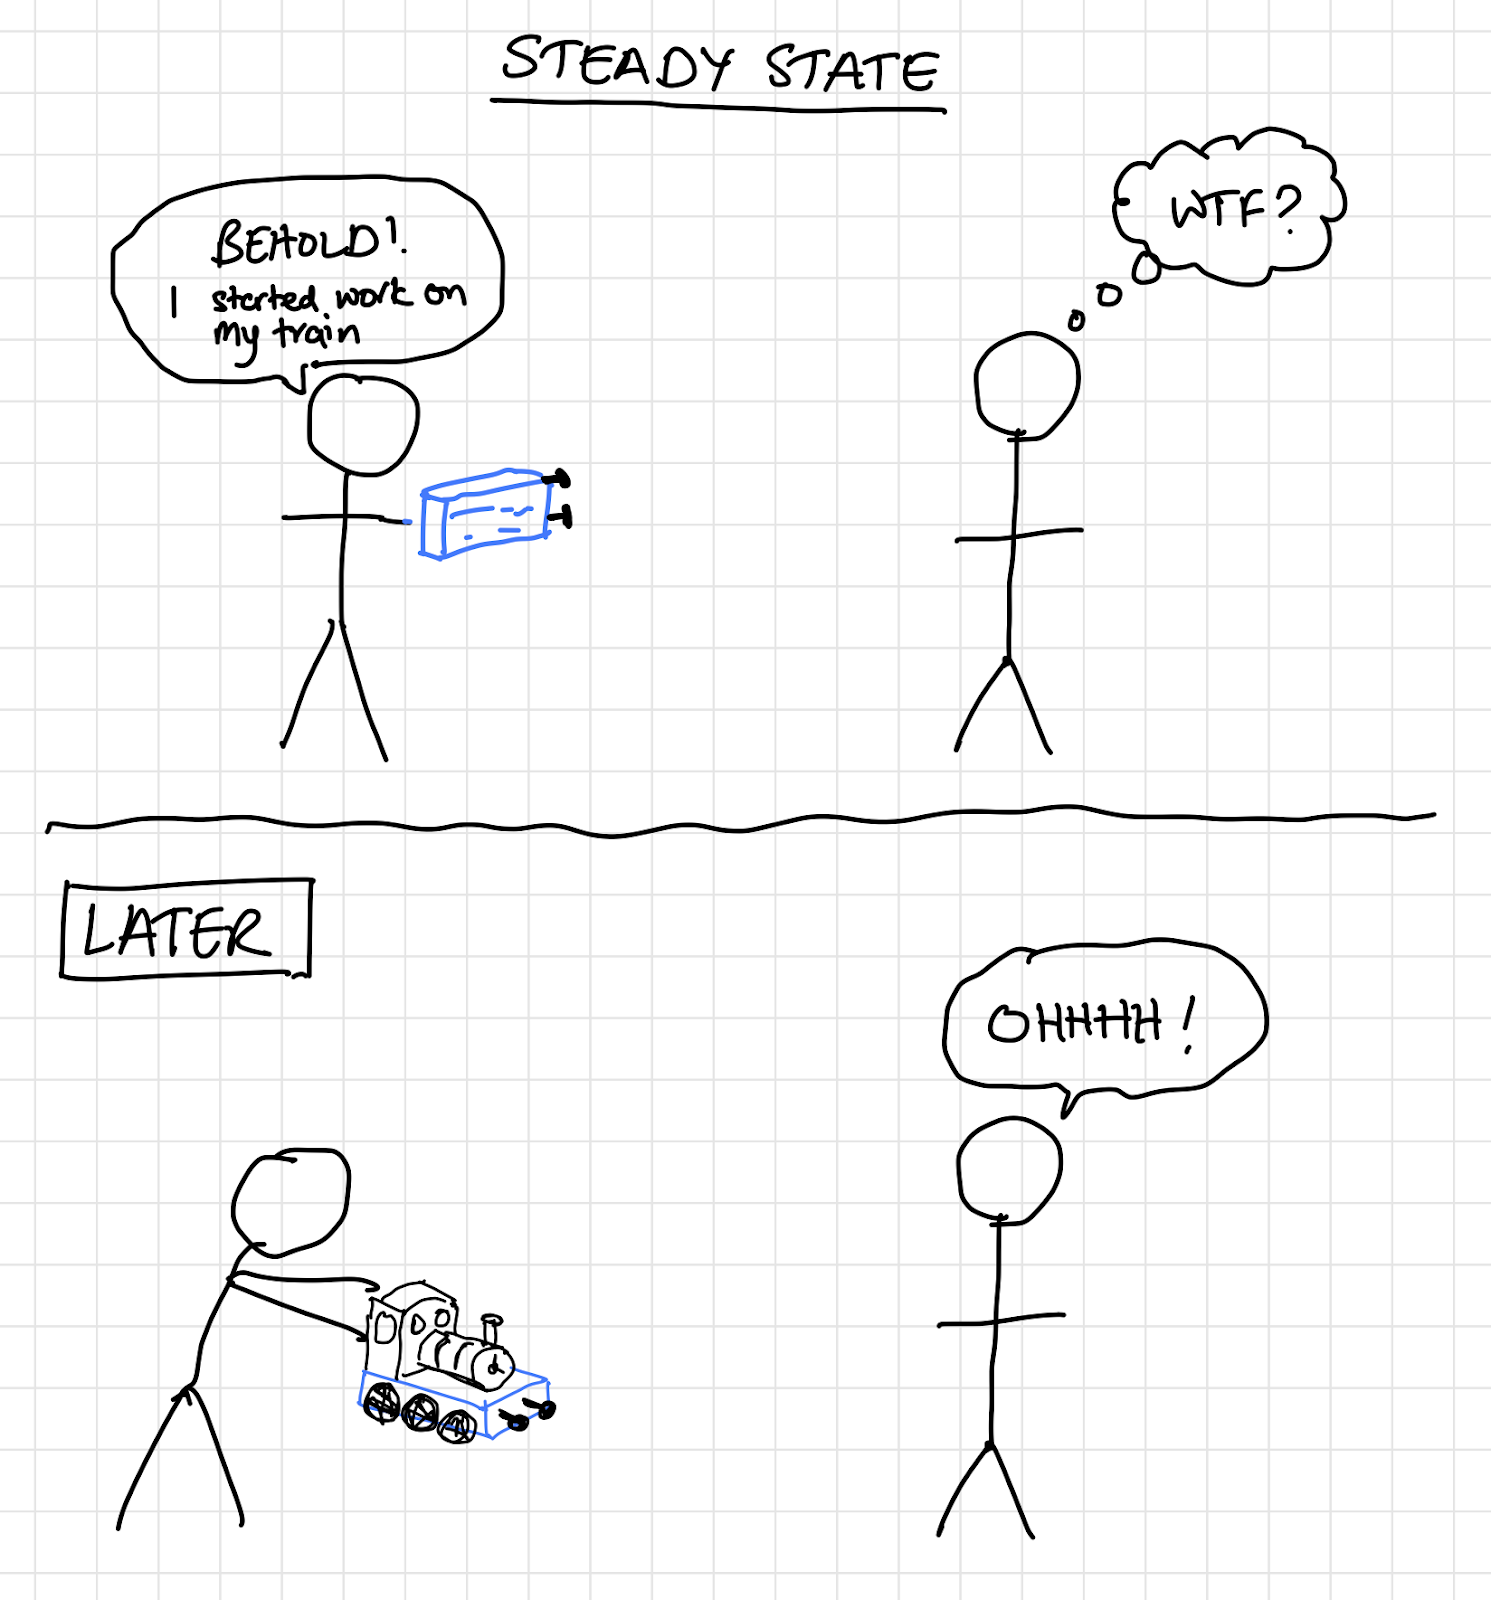 STEADY STATE
BEHOLD!
I started work on
my train
WTF?
LATER
OHHHH!